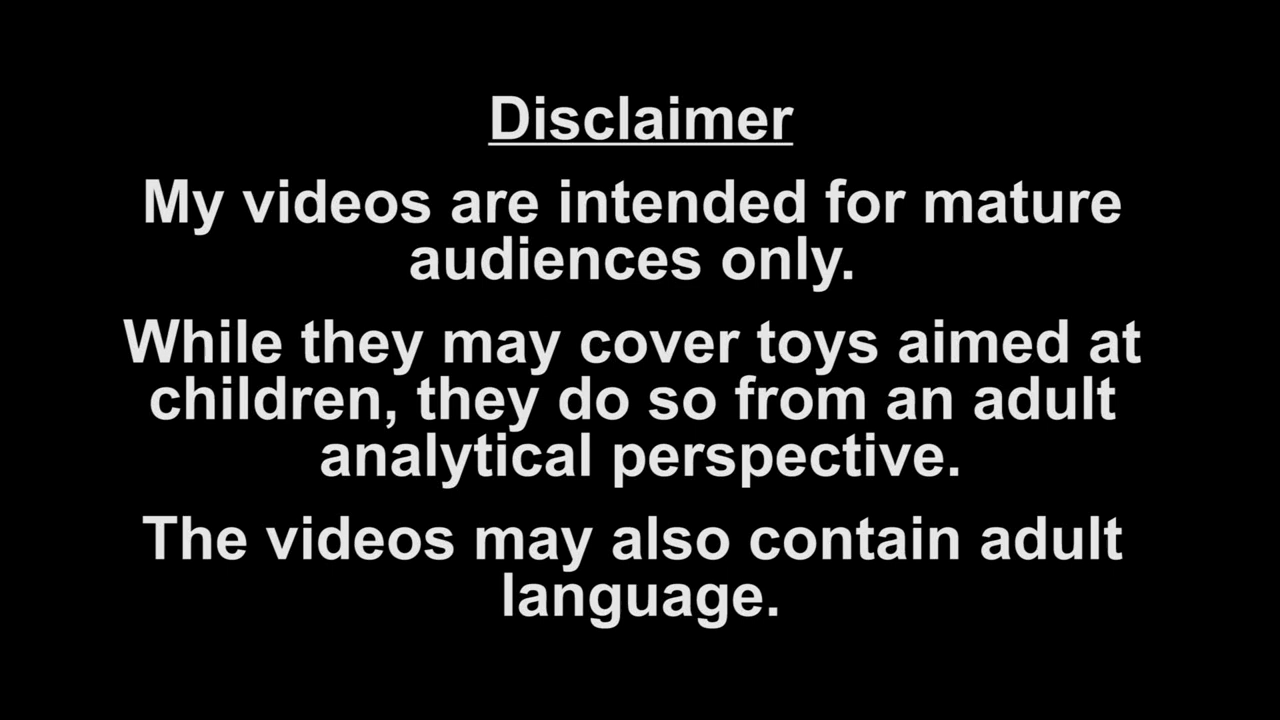 Disclaimer
My videos are intended for mature
audiences only.
While they may cover toys aimed at
children, they do so from an adult
analytical perspective.
The videos may also contain adult
language.